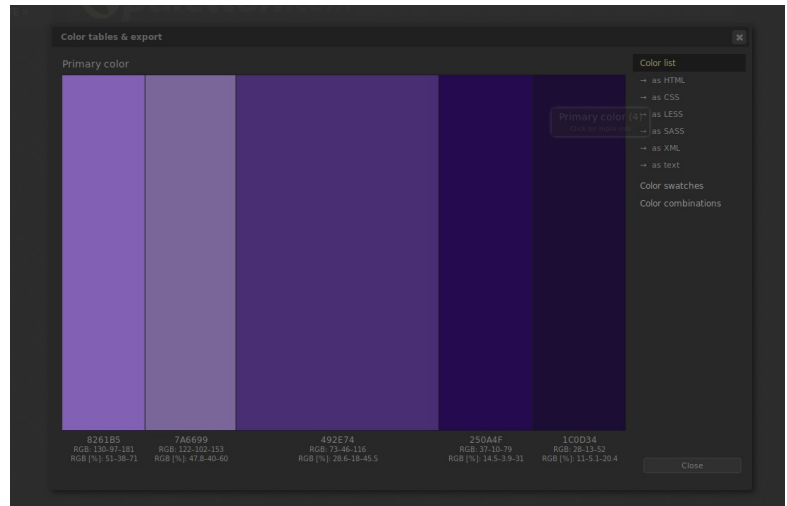 Color tables & export
Primary color
Color list
→ as HTML
→ as CSS
→ as LESS
→ as SASS
→ as XML
→ as text
Color swatches
Color combinations
Primary color (4)
8261B5
RGB: 130-97-181
RGB [%]: 51-38-71
7A6699
RGB: 122-102-153
RGB [%]: 47.8-40-60
492E74
RGB: 73-46-116
RGB [%]: 28.6-18-45.5
250A4F
RGB: 37-10-79
RGB [%]: 14.5-3.9-31
1C0D34
RGB: 28-13-52
RGB [%]: 11-5.1-20.4
Close